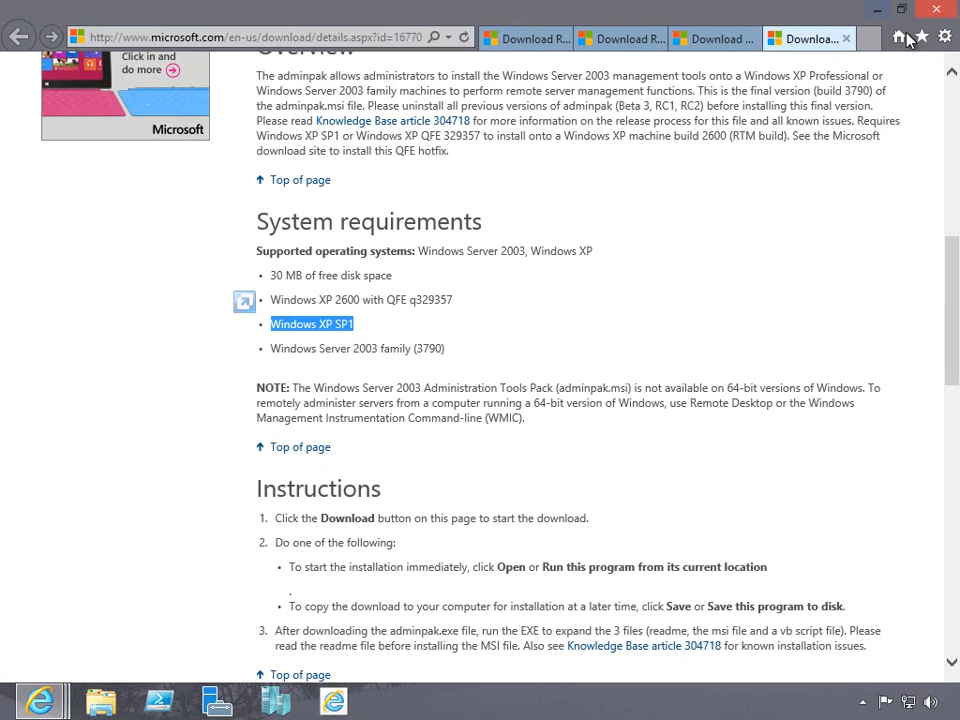 http://www.microsoft.com/en-us/download/details.aspx?id=16770
Download R...
Download R...
Download ...
Downloa...
Click in and
do more
Microsoft
Overview
The adminpak allows administrators to install the Windows Server 2003 management tools onto a Windows XP Professional or
Windows Server 2003 family machines to perform remote server management functions. This is the final version (build 3790) of
the adminpak.msi file. Please uninstall all previous versions of adminpak (Beta 3, RC1, RC2) before installing this final version.
Please read Knowledge Base article 304718 for more information on the release process for this file and all known issues. Requires
Windows XP SP1 or Windows XP QFE 329357 to install onto a Windows XP machine build 2600 (RTM build). See the Microsoft
download site to install this QFE hotfix.
Top of page
System requirements
Supported operating systems: Windows Server 2003, Windows XP
• 30 MB of free disk space
• Windows XP 2600 with QFE q329357
• Windows XP SP1
• Windows Server 2003 family (3790)
NOTE: The Windows Server 2003 Administration Tools Pack (adminpak.msi) is not available on 64-bit versions of Windows. To
remotely administer servers from a computer running a 64-bit version of Windows, use Remote Desktop or the Windows
Management Instrumentation Command-line (WMIC).
Top of page
Instructions
1. Click the Download button on this page to start the download.
2. Do one of the following:
• To start the installation immediately, click Open or Run this program from its current location
.
• To copy the download to your computer for installation at a later time, click Save or Save this program to disk.
3. After downloading the adminpak.exe file, run the EXE to expand the 3 files (readme, the msi file and a vb script file). Please
read the readme file before installing the MSI file. Also see Knowledge Base article 304718 for known installation issues.
Top of page